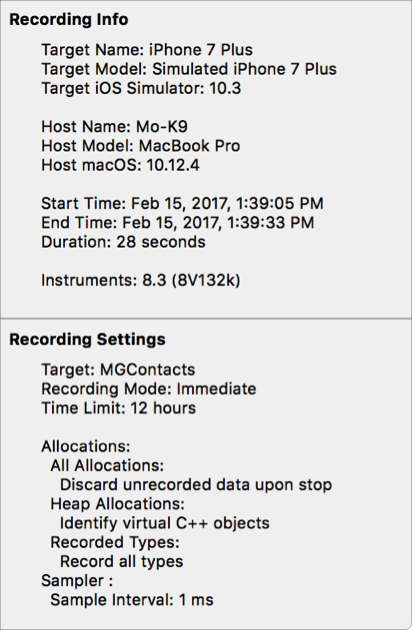 Recording Info
Target Name: iPhone 7 Plus
Target Model: Simulated iPhone 7 Plus
Target iOS Simulator: 10.3
Host Name: Mo-K9
Host Model: MacBook Pro
Host macOS: 10.12.4
Start Time: Feb 15, 2017, 1:39:05 PM
End Time: Feb 15, 2017, 1:39:33 PM
Duration: 28 seconds
Instruments: 8.3 (8V132k)
Recording Settings
Target: MGContacts
Recording Mode: Immediate
Time Limit: 12 hours
Allocations:
All Allocations:
Discard unrecorded data upon stop
Heap Allocations:
Identify virtual C++ objects
Recorded Types:
Record all types
Sampler :
Sample Interval: 1 ms